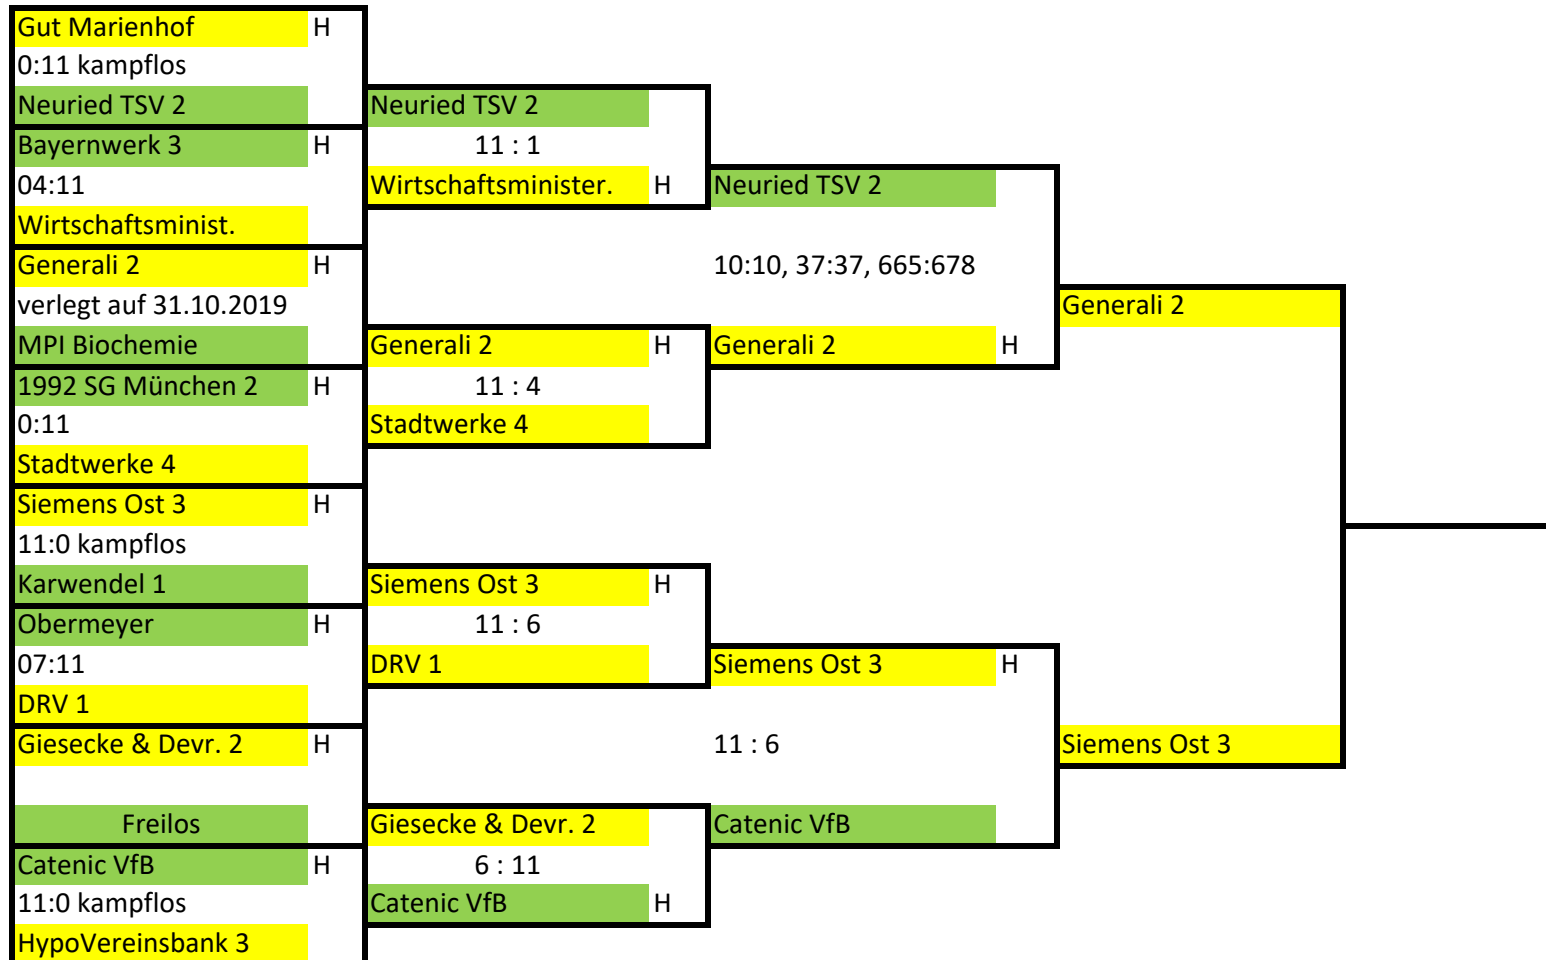 Gut Marienhof H
0:11 kampflos
Neuried TSV 2
Bayernwerk 3 H
04:11
Wirtschaftsminist.
Generali 2 H
verlegt auf 31.10.2019
MPI Biochemie
1992 SG München 2 H
0:11
Stadtwerke 4
Siemens Ost 3 H
11:0 kampflos
Karwendel 1
Obermeyer H
07:11
DRV 1
Giesecke & Devr. 2 H
Freilos
Catenic VfB H
11:0 kampflos
HypoVereinsbank 3
Neuried TSV 2
11 : 1
Wirtschaftsminister. H
Generali 2 H
11 : 4
Stadtwerke 4
Siemens Ost 3 H
11 : 6
DRV 1
Giesecke & Devr. 2
6 : 11
Catenic VfB H
Neuried TSV 2
10:10, 37:37, 665:678
Generali 2 H
Siemens Ost 3 H
11 : 6
Catenic VfB
Generali 2
Siemens Ost 3